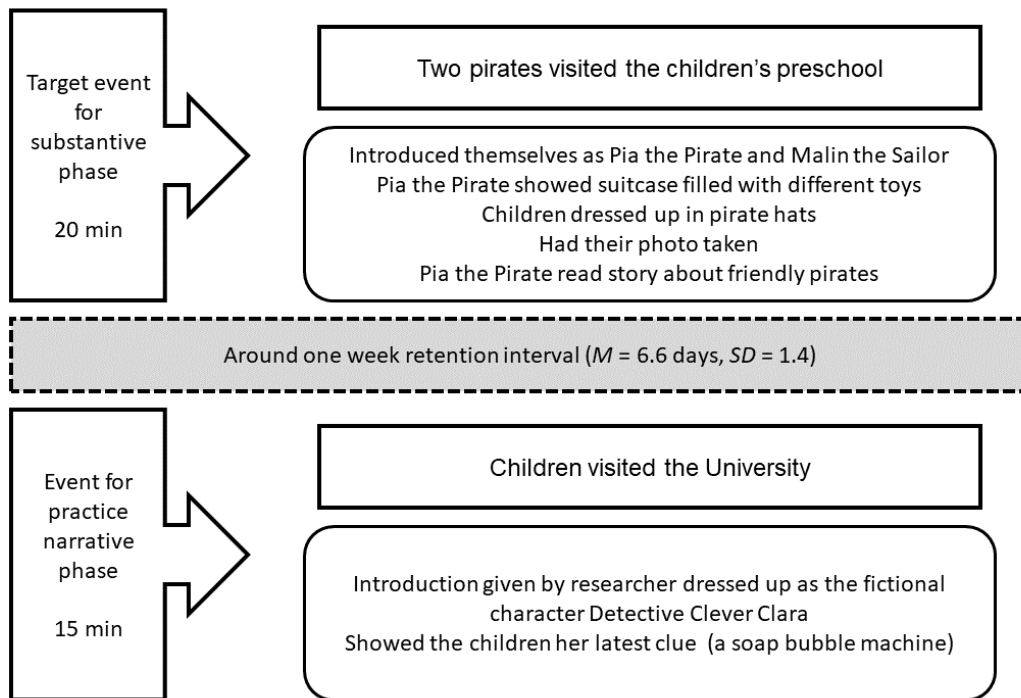 Target event
for
substantive
phase
20 min
Two pirates visited the children's preschool
Introduced themselves as Pia the Pirate and Malin the Sailor
Pia the Pirate showed suitcase filled with different toys
Children dressed up in pirate hats
Had their photo taken
Pia the Pirate read story about friendly pirates
Around one week retention interval (M = 6.6 days, SD = 1.4)
Event for
practice
narrative
phase
15 min
Children visited the University
Introduction given by researcher dressed up as the fictional
character Detective Clever Clara
Showed the children her latest clue (a soap bubble machine)